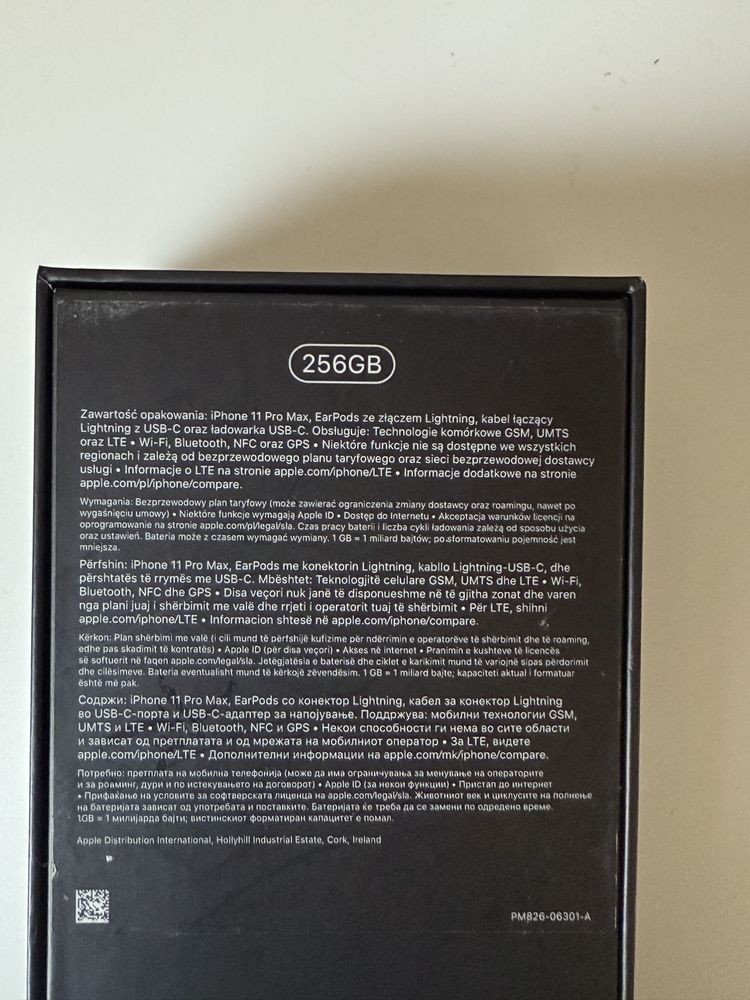 256GB
Zawartość opakowania: iPhone 11 Pro Max, EarPods ze złączem Lightning, kabel łączący
Lightning z USB-C oraz ładowarka USB-C. Obsługuje: Technologie komórkowe GSM, UMTS
oraz LTE • Wi-Fi, Bluetooth, NFC oraz GPS • Niektóre funkcje nie są dostępne we wszystkich
regionach i zależą od bezprzewodowego planu taryfowego oraz sieci bezprzewodowej dostawcy
usługi • Informacje o LTE na stronie apple.com/iphone/LTE • Informacje dodatkowe na stronie
apple.com/pl/iphone/compare.
Wymagania: Bezprzewodowy plan taryfowy (może zawierać ograniczenia zmiany dostawcy oraz roamingu, nawet po
wygaśnięciu umowy) • Niektóre funkcje wymagają Apple ID • Dostęp do Internetu • Akceptacja warunków licencji na
oprogramowanie na stronie apple.com/pl/legal/sla. Czas pracy baterii i liczba cykli ładowania zależą od sposobu użycia
oraz ustawień. Bateria może z czasem wymagać wymiany. 1 GB = 1 miliard bajtów; po sformatowaniu pojemność jest
mniejsza.
Përfshin: iPhone 11 Pro Max, EarPods me konektorin Lightning, kabllo Lightning-USB-C, dhe
përshtatës të rrymës me USB-C. Mbështet: Teknologjitë celulare GSM, UMTS dhe LTE • Wi-Fi,
Bluetooth, NFC dhe GPS • Disa veçori nuk janë të disponueshme në të gjitha zonat dhe varen
nga plani juaj i shërbimit me valë dhe rrjeti i operatorit tuaj të shërbimit • Për LTE, shihni
apple.com/iphone/LTE • Informacion shtesë në apple.com/iphone/compare.
Kërkon: Plan shërbimi me valë (i cili mund të përfshijë kufizime për ndërrimin e operatorëve të shërbimit dhe të roaming,
edhe pas skadimit të kontratës) • Apple ID (për disa veçori) • Akses në internet • Pranimin e kushteve të licencës
së softuerit në faqen apple.com/legal/sla. Jetëgjatësia e baterisë dhe ciklet e karikimit mund të variojnë sipas përdorimit
dhe cilësimeve. Bateria eventualisht mund të kërkojë zëvendësim. 1 GB = 1 miliard bajte; kapaciteti aktual i formatuar
është më pak.
Содржи: iPhone 11 Pro Max, EarPods со конектор Lightning, кабел за конектор Lightning
во USB-C-порта и USB-C-адаптер за напојување. Поддржува: мобилни технологии GSM,
UMTS и LTE • Wi-Fi, Bluetooth, NFC и GPS • Некои способности ги нема во сите области
и зависат од претплатата и од мрежата на мобилниот оператор • За LTE, видете
apple.com/iphone/LTE • Дополнителни информации на apple.com/mk/iphone/compare.
Потребно: претплата на мобилна телефонија (може да има ограничувања за менување на операторите
и за роаминг, дури и по истекувањето на договорот) • Apple ID (за некои функции) • Пристап до интернет
• Прифаќање на условите за софтверската лиценца на apple.com/legal/sla. Животниот век и циклусите на полнење
на батеријата зависат од употребата и поставките. Батеријата ќе треба да се замени по одредено време.
1GB = 1 милијарда бајти; вистинскиот форматиран капацитет е помал.
Apple Distribution International, Hollyhill Industrial Estate, Cork, Ireland
PM826-06301-A